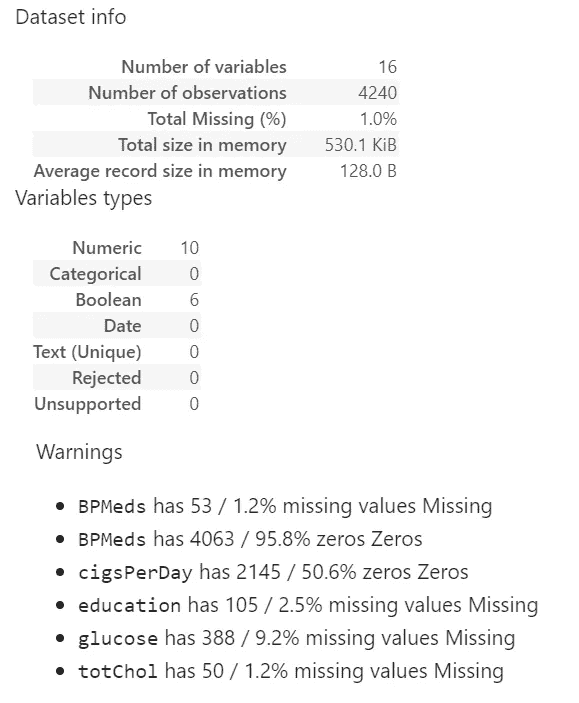 Dataset info
Number of variables 16
Number of observations 4240
Total Missing (%) 1.0%
Total size in memory 530.1 KiB
Average record size in memory 128.0 B
Variables types
Numeric 10
Categorical 0
Boolean 6
Date 0
Text (Unique) 0
Rejected 0
Unsupported 0
Warnings
• BPMeds has 53 / 1.2% missing values Missing
• BPMeds has 4063 / 95.8% zeros Zeros
• cigsPerDay has 2145 / 50.6% zeros Zeros
• education has 105 / 2.5% missing values Missing
• glucose has 388 / 9.2% missing values Missing
• totChol has 50 / 1.2% missing values Missing